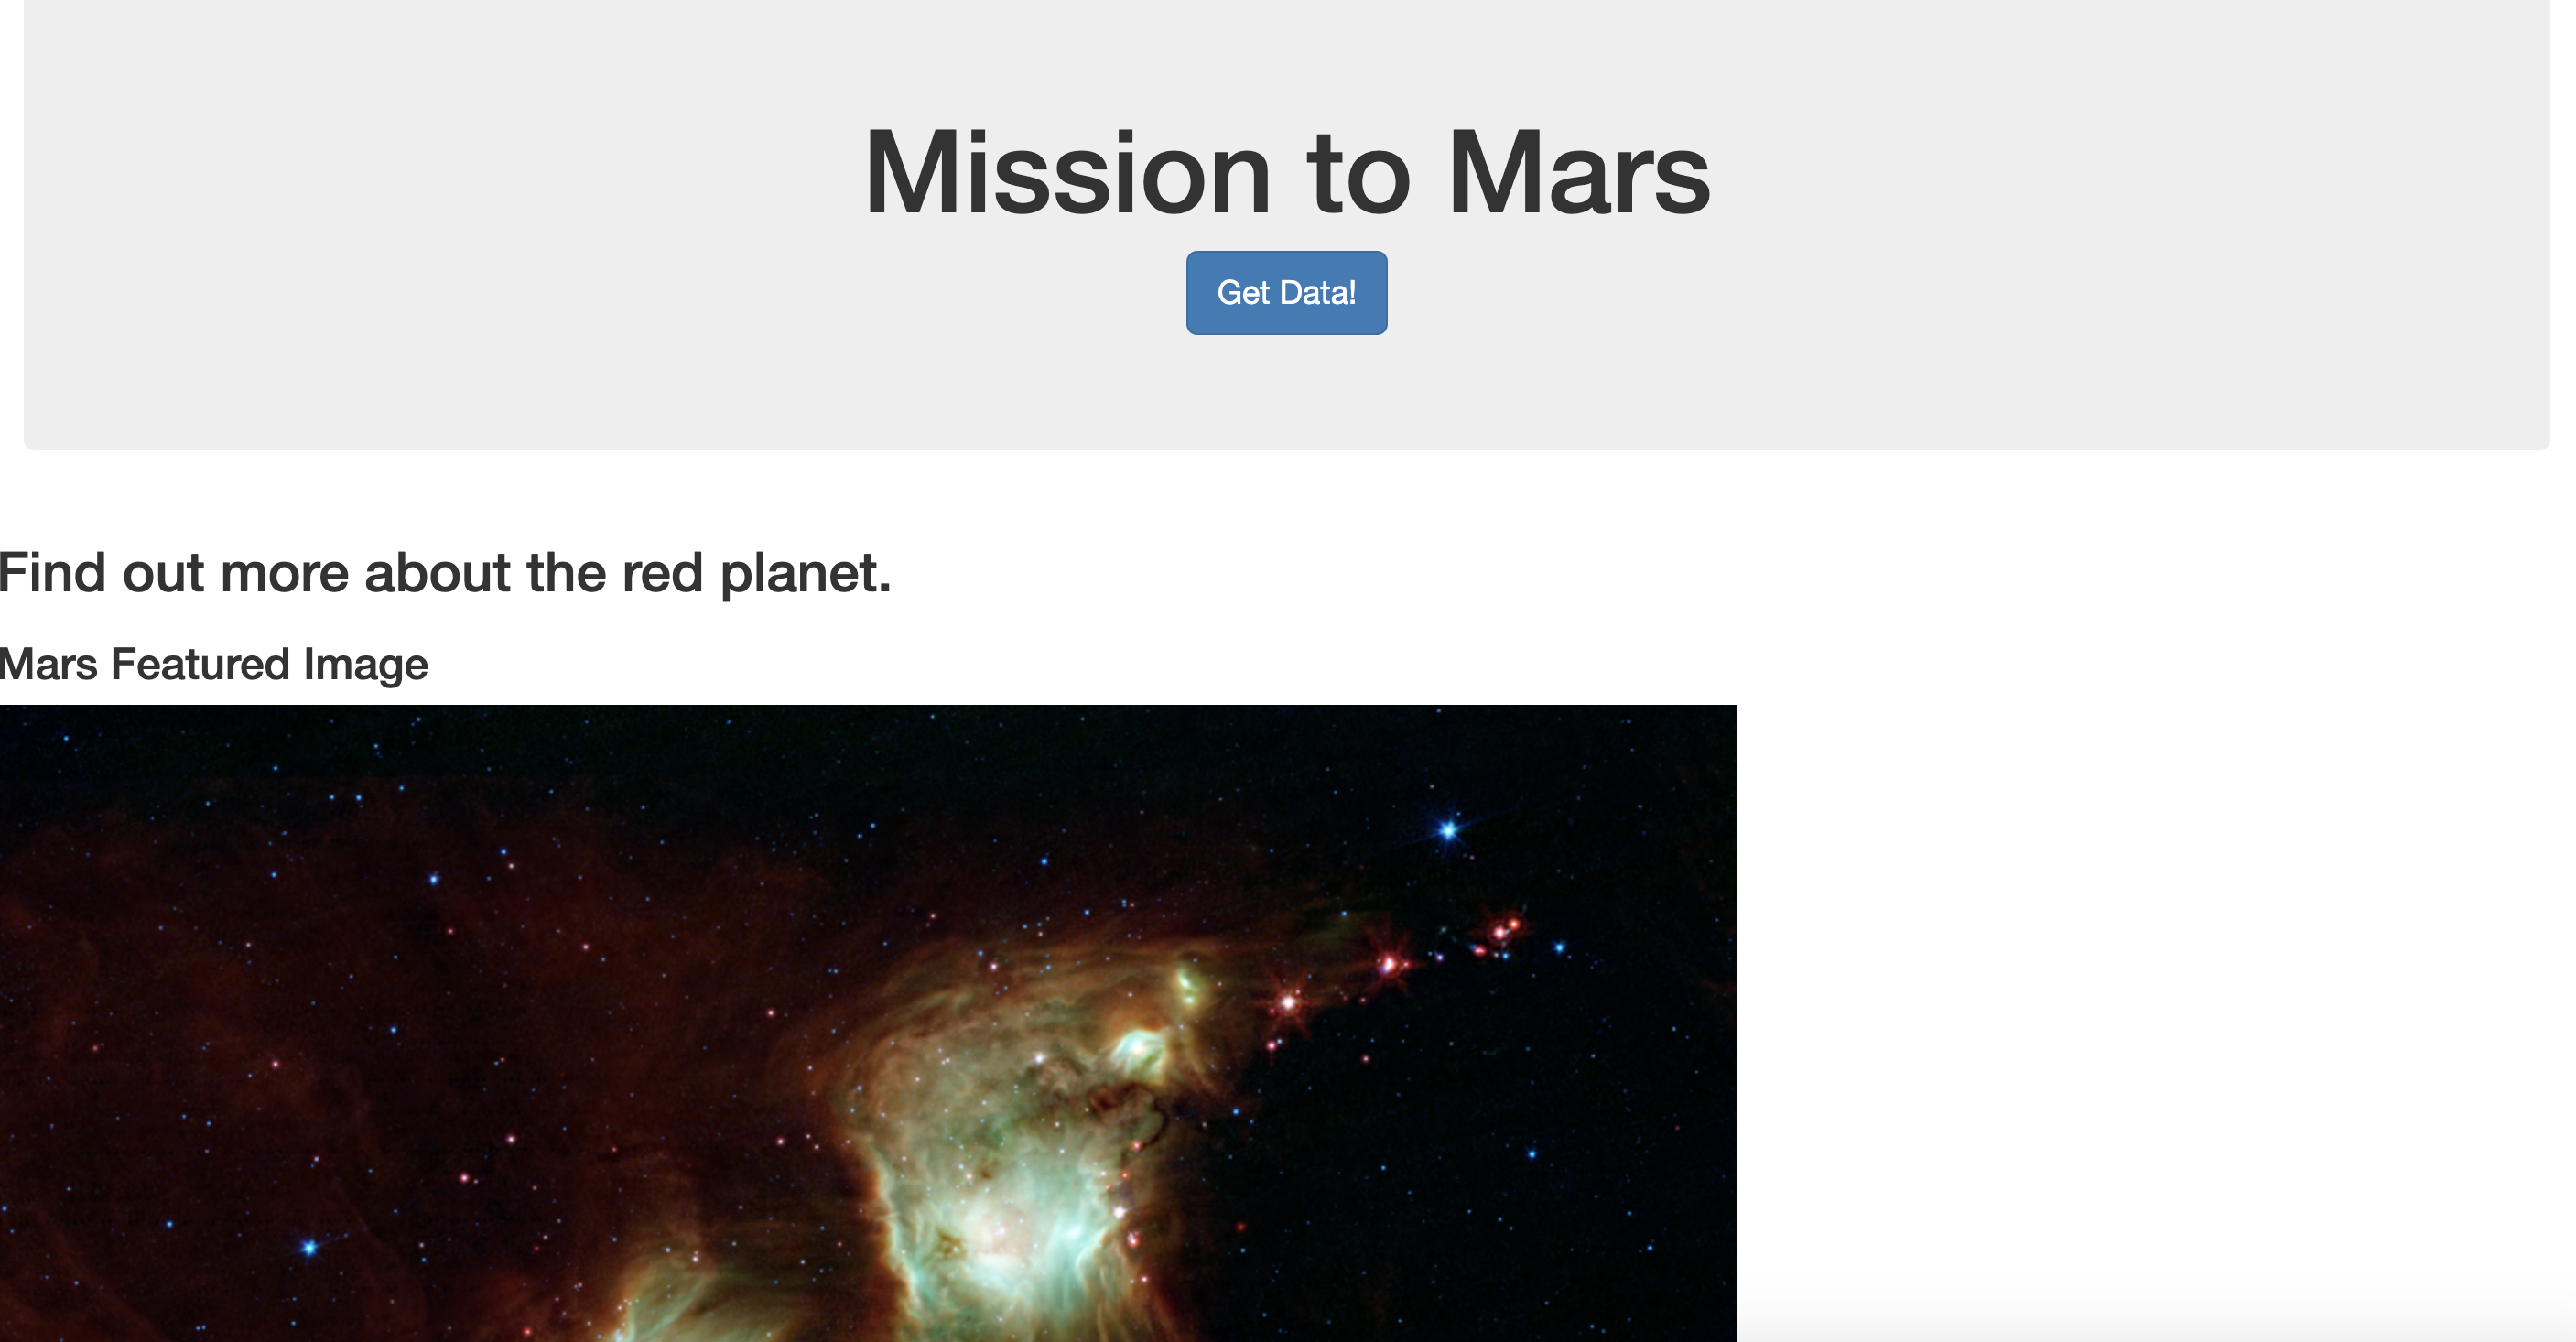 Mission to Mars
Get Data!
Find out more about the red planet.
Mars Featured Image